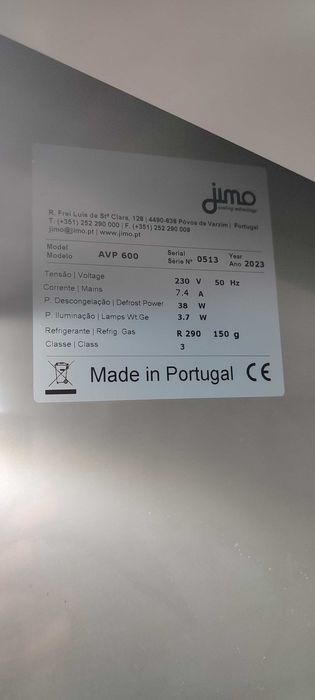 jimo
cooling technology
R. Frei Luis de Stª Clara, 128 | 4490-636 Póvoa de Varzim | Portugal
T. (+351) 252 290 000 | F. (+351) 252 290 009
jimo@jimo.pt | www.jimo.pt
Model Serial Year
Modelo AVP 600 Série Nº 0513 Ano 2023
Tensão | Voltage 230 V 50 Hz
Corrente | Mains 7.4 A
P. Descongelação | Defrost Power 38 W
P. Iluminação | Lamps Wt.Ge 3.7 W
Refrigerante | Refrig. Gas R 290 150 g
Classe | Class 3
Made in Portugal CE